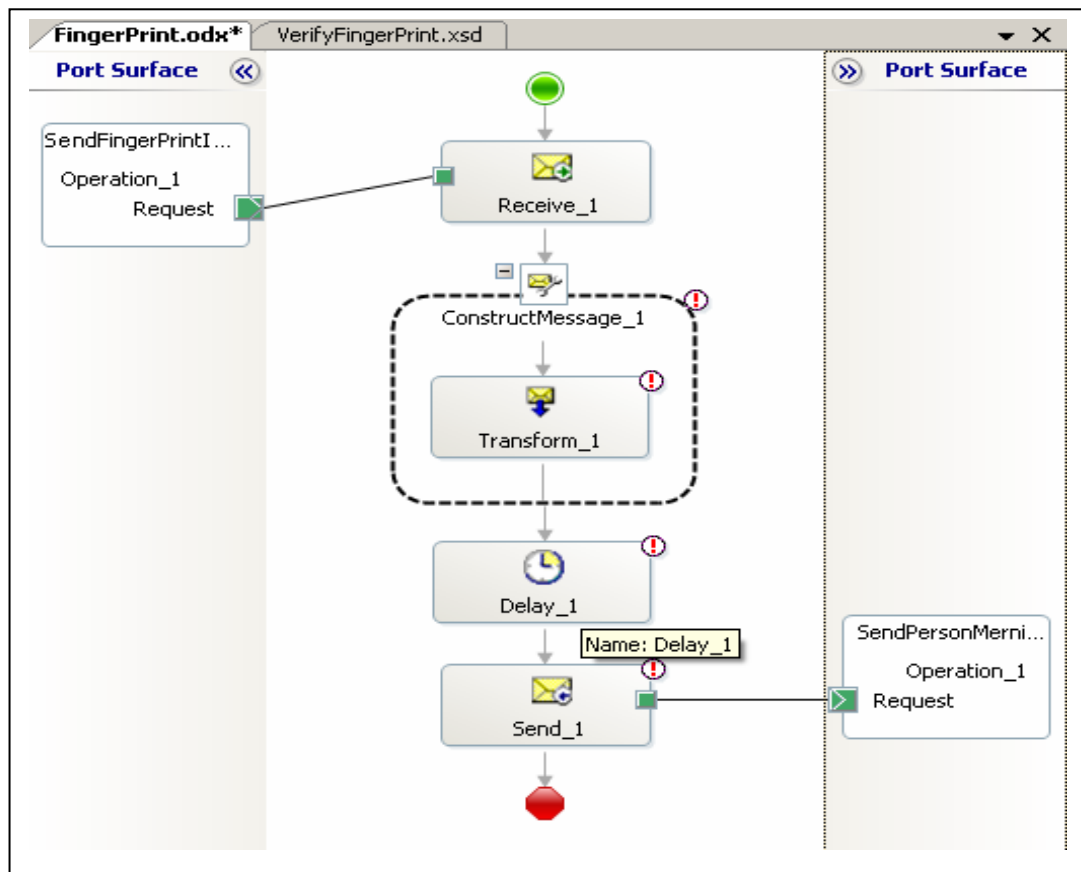 FingerPrint.odx* VerifyFingerPrint.xsd
Port Surface
SendFingerPrintI...
Operation_1
Request
Receive_1
ConstructMessage_1
Transform_1
Delay_1
Name: Delay_1
Send_1
Port Surface
SendPersonMerni...
Operation_1
Request